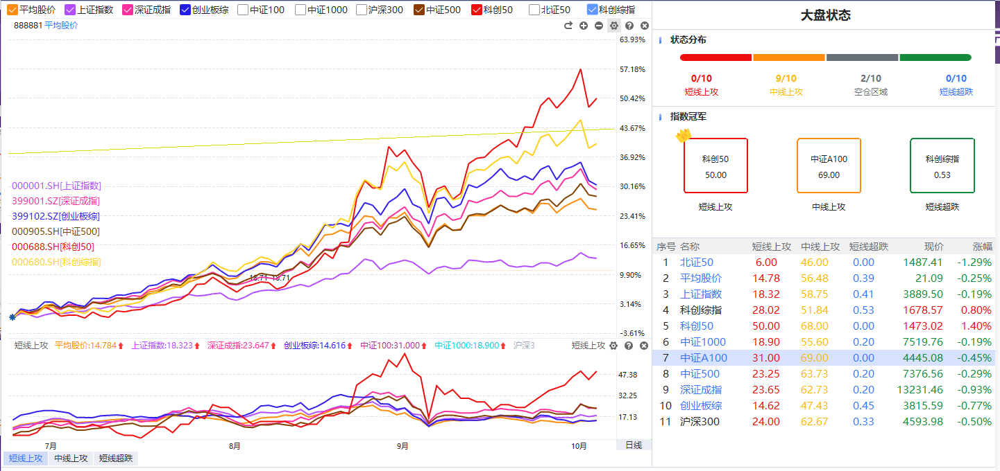 平均股价 上证指数 深证成指 创业板综 中证100 中证1000 沪深300 中证500 科创50 北证50 科创综指
888881 平均股价
63.93%
57.18%
50.42%
43.67%
36.92%
30.16%
23.41%
16.65%
9.90%
3.14%
-3.61%
000001.SH[上证指数]
399001.SZ[深证成指]
399102.SZ[创业板综]
000905.SH[中证500]
000688.SH[科创50]
000680.SH[科创综指]
短线上攻 平均股价:14.784 上证指数:18.323 深证成指:23.647 创业板综:14.616 中证100:31.000 中证1000:18.900 沪深3 短线上攻
47.38
32.25
17.13
7月 8月 9月 10月 日线
短线上攻 中线上攻 短线超跌
大盘状态
状态分布
0/10 9/10 2/10 0/10
短线上攻 中线上攻 空仓区域 短线超跌
指数冠军
科创50 中证A100 科创综指
50.00 69.00 0.53
短线上攻 中线上攻 短线超跌
序号 名称 短线上攻 中线上攻 短线超跌 现价 涨幅
1 北证50 6.00 46.00 0.00 1487.41 -1.29%
2 平均股价 14.78 56.48 0.39 21.09 -0.25%
3 上证指数 18.32 58.75 0.41 3889.50 -0.19%
4 科创综指 28.02 51.84 0.53 1678.57 0.80%
5 科创50 50.00 68.00 0.00 1473.02 1.40%
6 中证1000 18.90 55.60 0.20 7519.76 -0.19%
7 中证A100 31.00 69.00 0.00 4445.08 -0.45%
8 中证500 23.25 63.73 0.20 7376.56 -0.29%
9 深证成指 23.65 62.73 0.20 13231.46 -0.93%
10 创业板综 14.62 47.43 0.45 3815.59 -0.77%
11 沪深300 24.00 62.67 0.33 4593.98 -0.50%